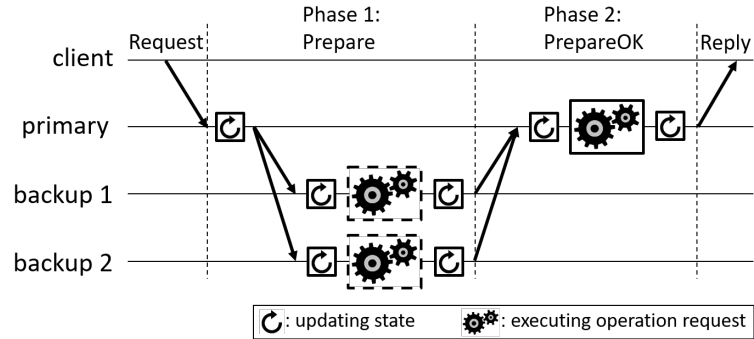 Phase 1:
Prepare
Phase 2:
PrepareOK
Request
Reply
client
primary
backup 1
backup 2
: updating state
: executing operation request